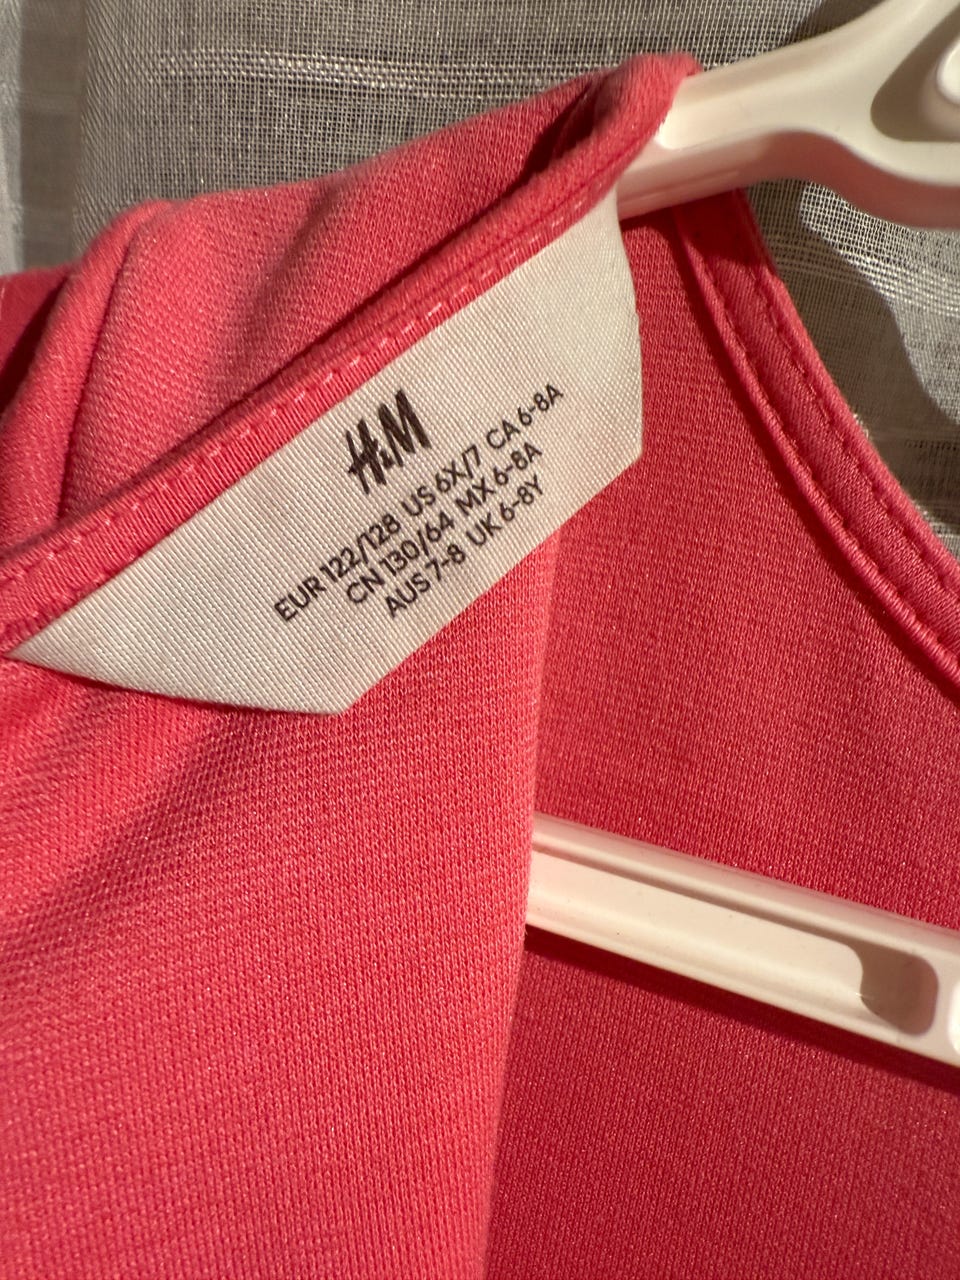 H&M
EUR 122/128 US 6X/7 CA 6-8A
CN 130/64 MX 6-8A
AUS 7-8 UK 6-8Y